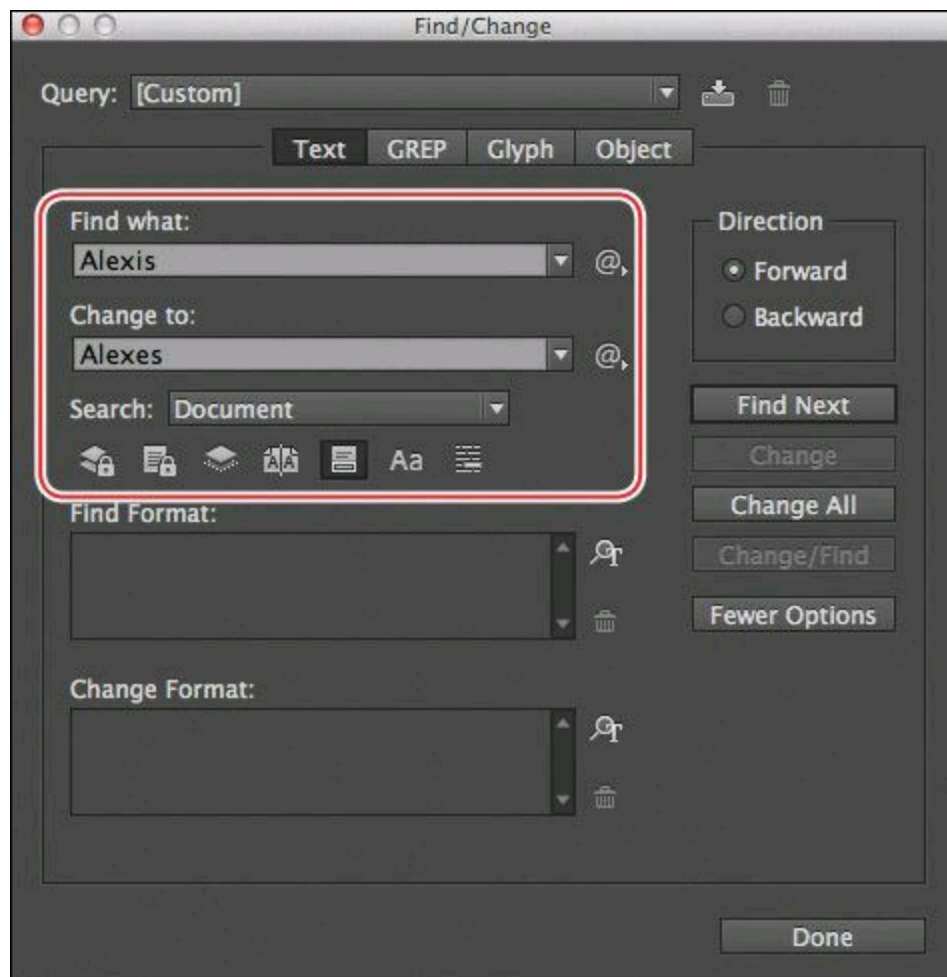 Find/Change
Query: [Custom]
Text GREP Glyph Object
Find what:
Alexis
@
Change to:
Alexes
@
Search: Document
Aa
Find Format:
Change Format:
Direction
Forward
Backward
Find Next
Change
Change All
Change/Find
Fewer Options
Done